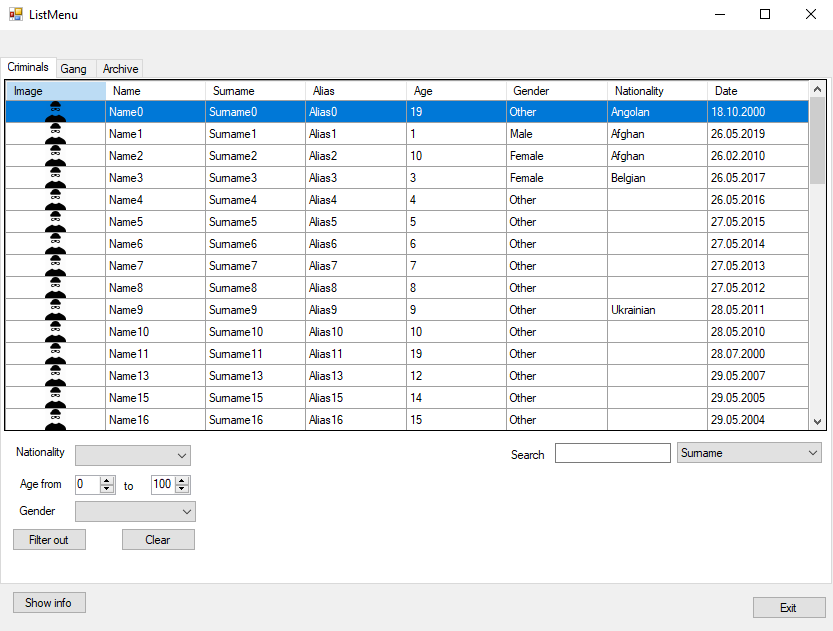 ListMenu
Criminals Gang Archive
Image Name Surname Alias Age Gender Nationality Date
Name0 Surname0 Alias0 19 Other Angolan 18.10.2000
Name1 Surname1 Alias1 1 Male Afghan 26.05.2019
Name2 Surname2 Alias2 10 Female Afghan 26.02.2010
Name3 Surname3 Alias3 3 Female Belgian 26.05.2017
Name4 Surname4 Alias4 4 Other 26.05.2016
Name5 Surname5 Alias5 5 Other 27.05.2015
Name6 Surname6 Alias6 6 Other 27.05.2014
Name7 Surname7 Alias7 7 Other 27.05.2013
Name8 Surname8 Alias8 8 Other 27.05.2012
Name9 Surname9 Alias9 9 Other Ukrainian 28.05.2011
Name10 Surname10 Alias10 10 Other 28.05.2010
Name11 Surname11 Alias11 19 Other 28.07.2000
Name13 Surname13 Alias13 12 Other 29.05.2007
Name15 Surname15 Alias15 14 Other 29.05.2005
Name16 Surname16 Alias16 15 Other 29.05.2004
Nationality Search Surname
Age from 0 to 100
Gender
Filter out Clear
Show info Exit